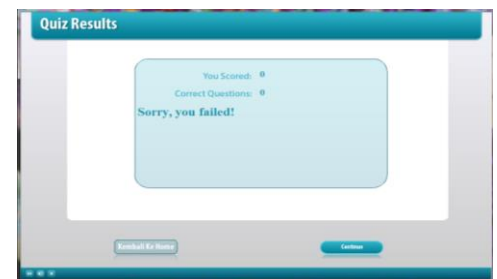 Quiz Results
You Scored: 0
Correct Questions: 0
Sorry, you failed!
Kembali Ke Home
Continue